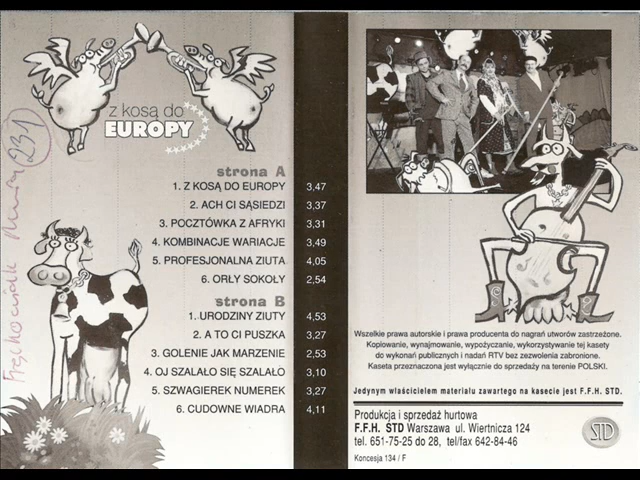 z kosą do
EUROPY
231
strona A
1. Z KOSĄ DO EUROPY 3,47
2. ACH CI SĄSIEDZI 3,37
3. POCZTÓWKA Z AFRYKI 3,31
4. KOMBINACJE WARIACJE 3,49
5. PROFESJONALNA ZIUTA 4,05
6. ORŁY SOKOŁY 2,54
strona B
1. URODZINY ZIUTY 4,53
2. A TO CI PUSZKA 3,27
3. GOLENIE JAK MARZENIE 2,53
4. OJ SZALAŁO SIĘ SZALAŁO 3,10
5. SZWAGIEREK NUMEREK 3,27
6. CUDOWNE WIADRA 4,11
Wszelkie prawa autorskie i prawa producenta do nagrań utworów zastrzeżone.
Kopiowanie, wynajmowanie, wypożyczanie, wykorzystywanie tej kasety
do wykonań publicznych i nadań RTV bez zezwolenia zabronione.
Kaseta przeznaczona jest wyłącznie do sprzedaży na terenie POLSKI.
Jedynym właścicielem materiału zawartego na kasecie jest F.F.H. STD.
Produkcja i sprzedaż hurtowa
F.F.H. STD Warszawa ul. Wiertnicza 124
tel. 651-75-25 do 28, tel/fax 642-84-46
Koncesja 134 / F
STD